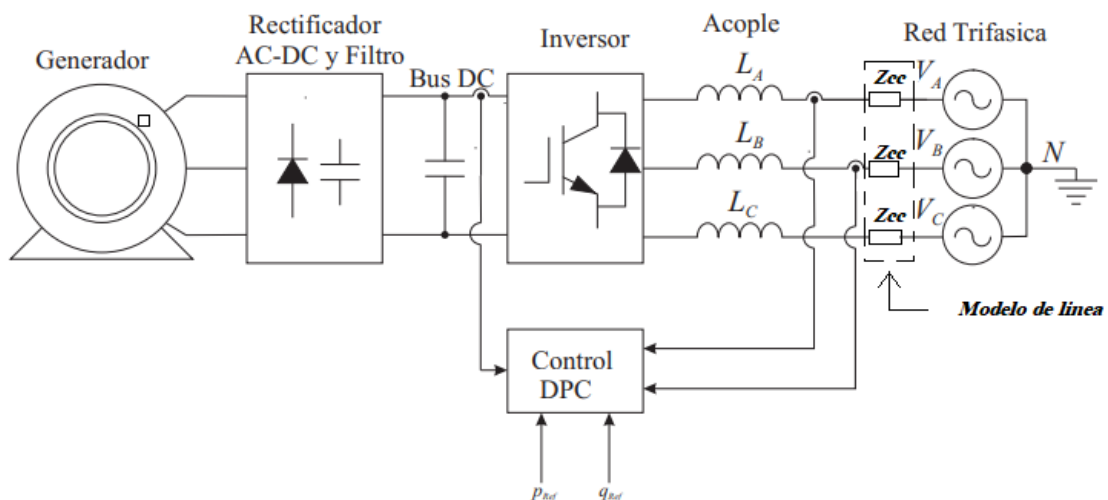 Generador
Rectificador
AC-DC y Filtro
Bus DC
Inversor
Acople
Red Trifasica
L_A
L_B
L_C
Zcc
V_A
Zcc
V_B
Zcc
V_C
N
Modelo de linea
Control
DPC
p_Ref
q_Ref